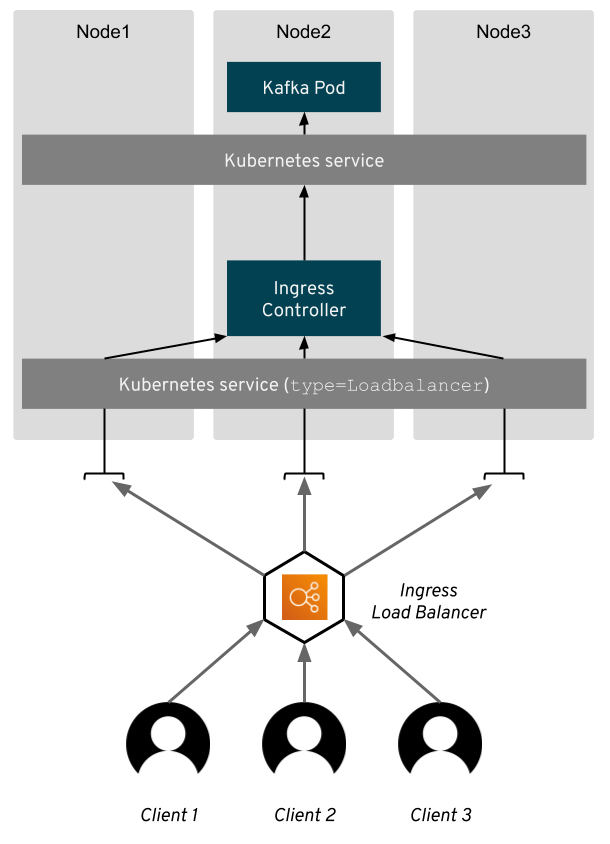 Node1
Node2
Node3
Kafka Pod
Kubernetes service
Ingress
Controller
Kubernetes service (type=Loadbalancer)
Ingress
Load Balancer
Client 1
Client 2
Client 3